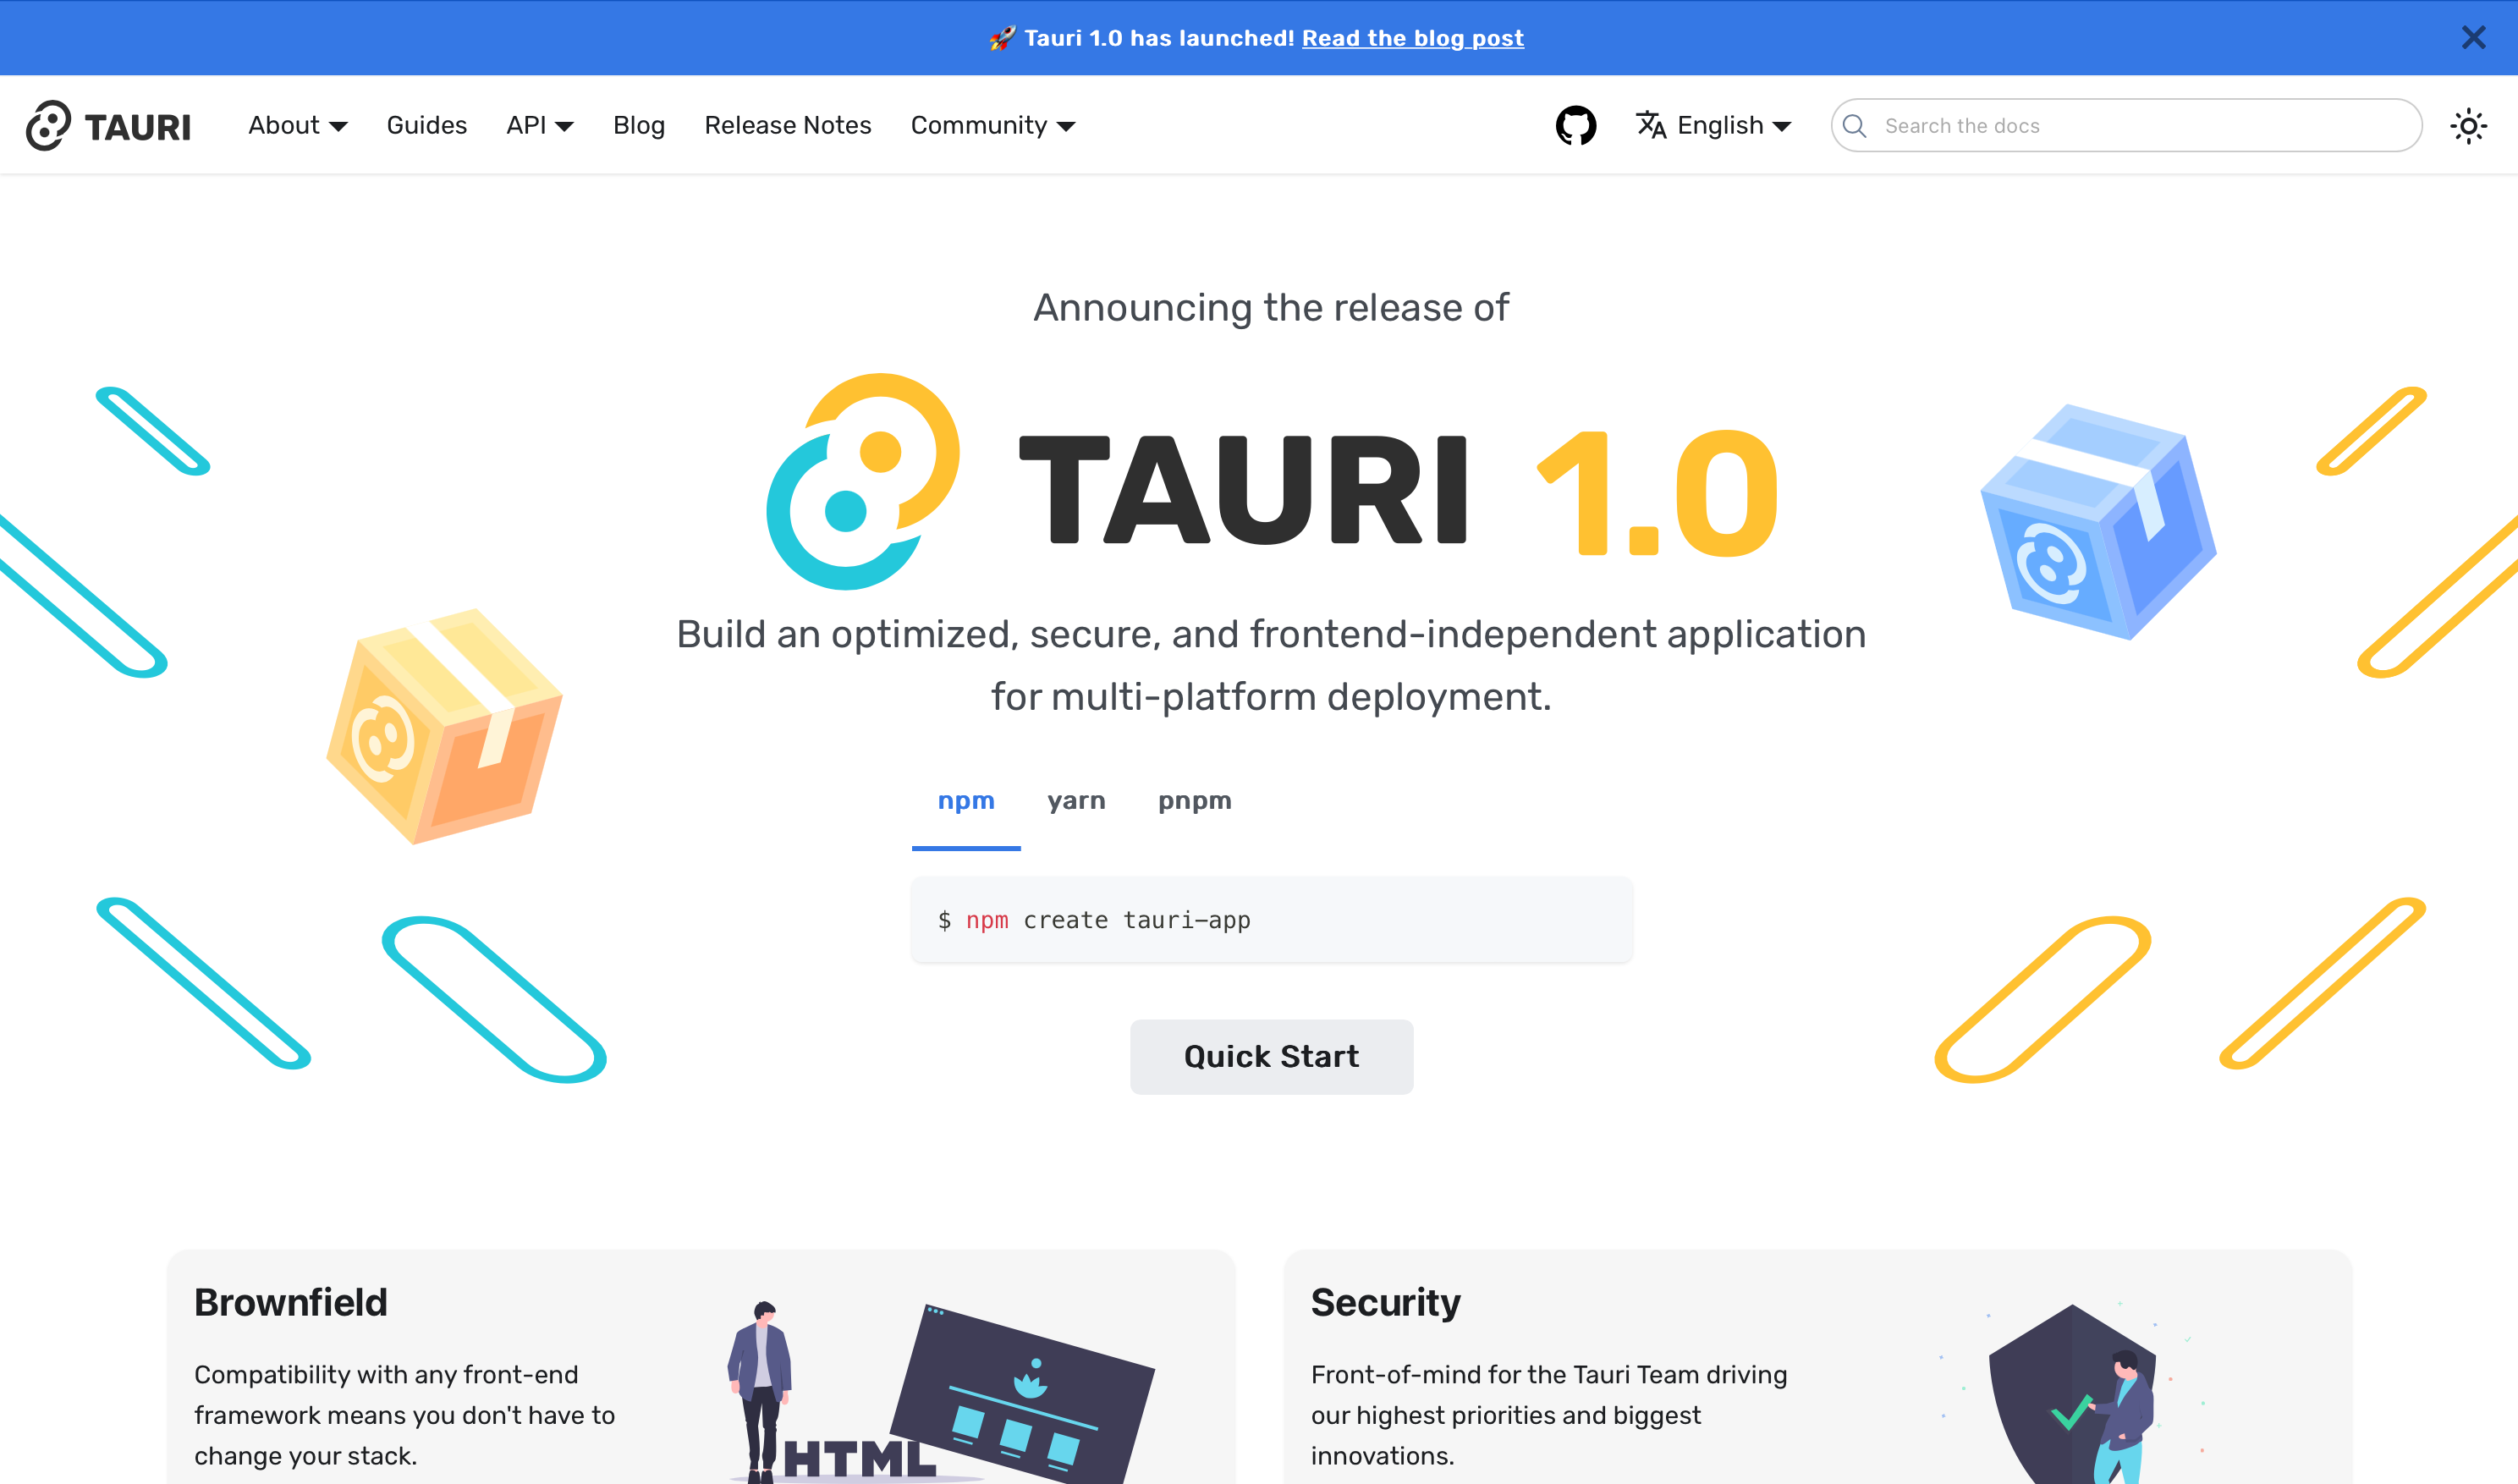 🚀 Tauri 1.0 has launched! Read the blog post
TAURI About Guides API Blog Release Notes Community English Search the docs
Announcing the release of
TAURI 1.0
Build an optimized, secure, and frontend-independent application
for multi-platform deployment.
npm yarn pnpm
$ npm create tauri-app
Quick Start
Brownfield
Compatibility with any front-end
framework means you don't have to
change your stack.
HTML
Security
Front-of-mind for the Tauri Team driving
our highest priorities and biggest
innovations.